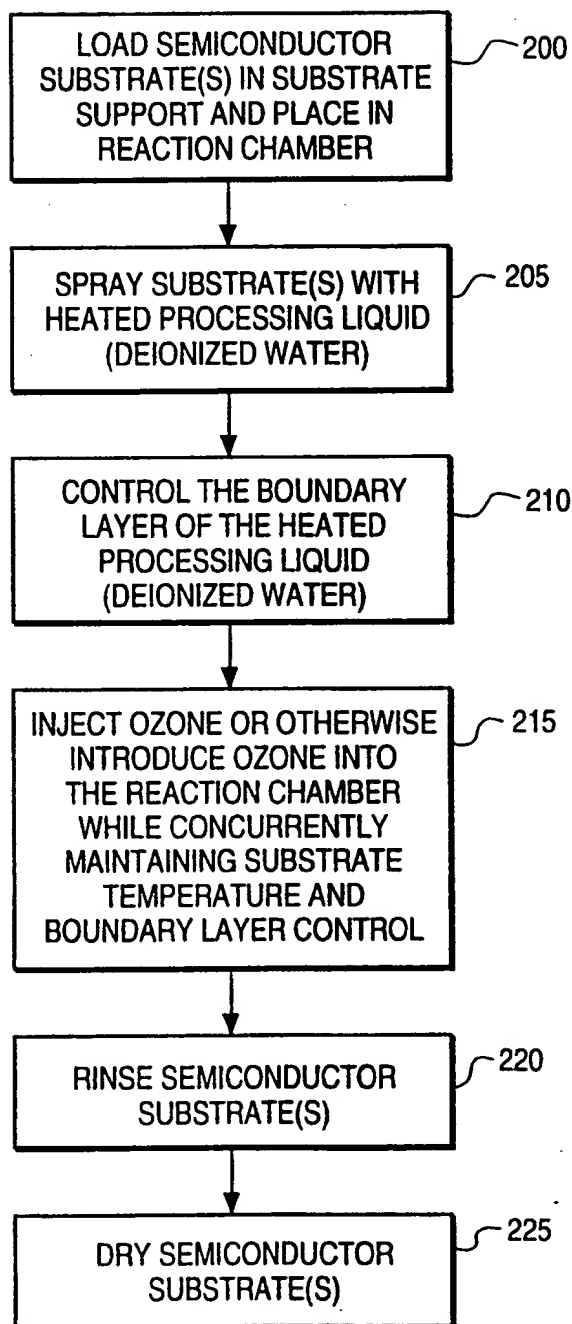 LOAD SEMICONDUCTOR
SUBSTRATE(S) IN SUBSTRATE
SUPPORT AND PLACE IN
REACTION CHAMBER
200
SPRAY SUBSTRATE(S) WITH
HEATED PROCESSING LIQUID
(DEIONIZED WATER)
205
CONTROL THE BOUNDARY
LAYER OF THE HEATED
PROCESSING LIQUID
(DEIONIZED WATER)
210
INJECT OZONE OR OTHERWISE
INTRODUCE OZONE INTO
THE REACTION CHAMBER
WHILE CONCURRENTLY
MAINTAINING SUBSTRATE
TEMPERATURE AND
BOUNDARY LAYER CONTROL
215
RINSE SEMICONDUCTOR
SUBSTRATE(S)
220
DRY SEMICONDUCTOR
SUBSTRATE(S)
225